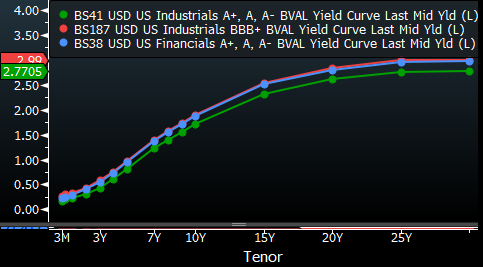 4.00
BS41 USD US Industrials A+, A, A- BVAL Yield Curve Last Mid Yld (L)
3.50
BS187 USD US Industrials BBB+ BVAL Yield Curve Last Mid Yld (L)
BS38 USD US Financials A+, A, A- BVAL Yield Curve Last Mid Yld (L)
2.99
2.7705
2.50
2.00
1.50
1.00
0.50
0.00
3M 3Y 7Y 10Y 15Y 20Y 25Y
Tenor